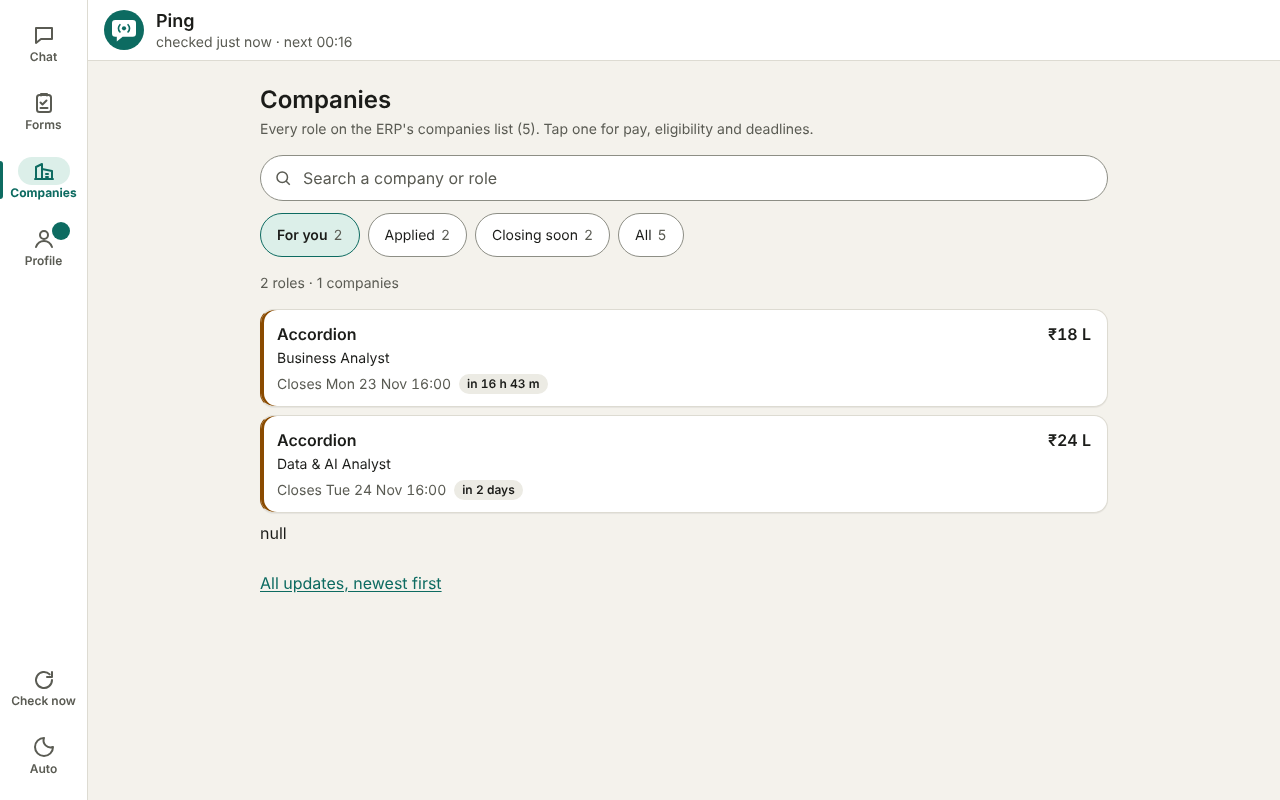 Ping
checked just now · next 00:16
Chat
Forms
Companies
Profile
Check now
Auto
Companies
Every role on the ERP's companies list (5). Tap one for pay, eligibility and deadlines.
Search a company or role
For you 2
Applied 2
Closing soon 2
All 5
2 roles · 1 companies
Accordion ₹18 L
Business Analyst
Closes Mon 23 Nov 16:00 in 16 h 43 m
Accordion ₹24 L
Data & AI Analyst
Closes Tue 24 Nov 16:00 in 2 days
null
All updates, newest first